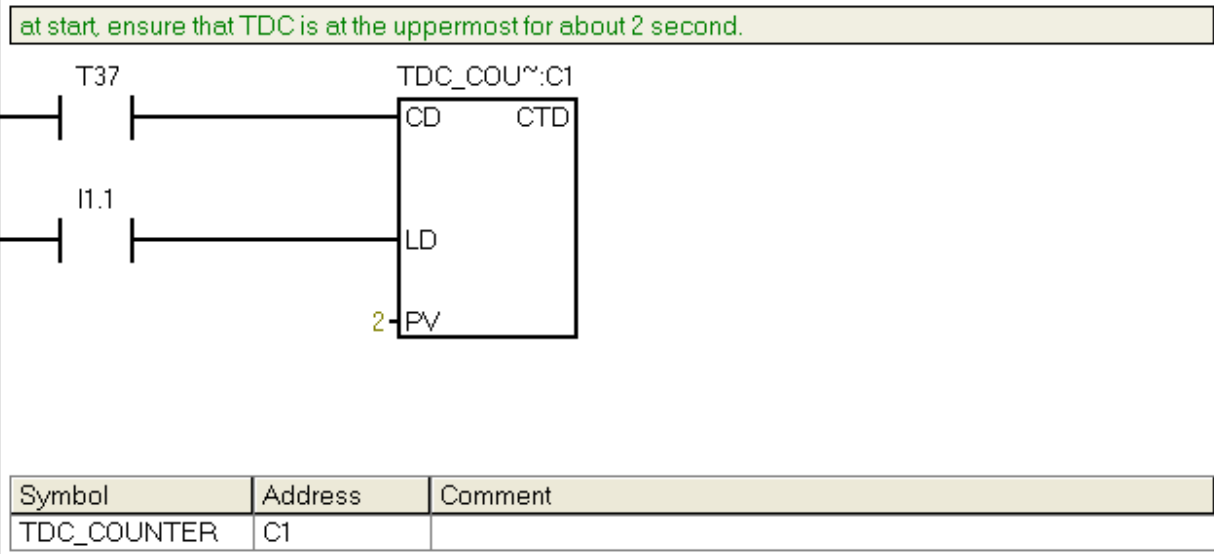 at start, ensure that TDC is at the uppermost for about 2 second.
T37
TDC_COU~:C1
CD CTD
I1.1
LD
2 PV
Symbol Address Comment
TDC_COUNTER C1